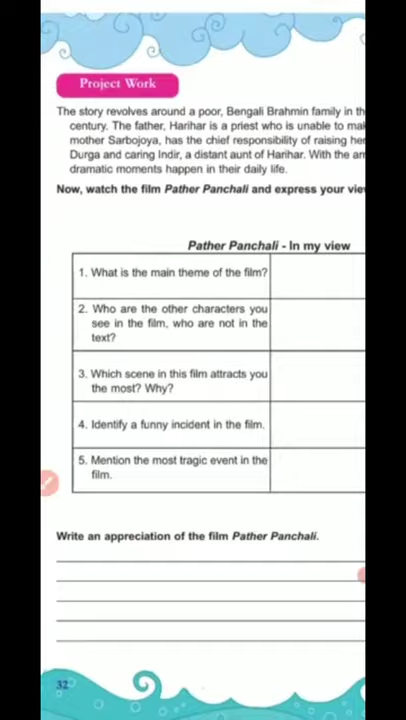 Project Work
The story revolves around a poor, Bengali Brahmin family in th
century. The father, Harihar is a priest who is unable to mak
mother Sarbojoya, has the chief responsibility of raising her
Durga and caring Indir, a distant aunt of Harihar. With the arr
dramatic moments happen in their daily life.
Now, watch the film Pather Panchali and express your view
Pather Panchali - In my view
1. What is the main theme of the film?
2. Who are the other characters you
see in the film, who are not in the
text?
3. Which scene in this film attracts you
the most? Why?
4. Identify a funny incident in the film.
5. Mention the most tragic event in the
film.
Write an appreciation of the film Pather Panchali.
32